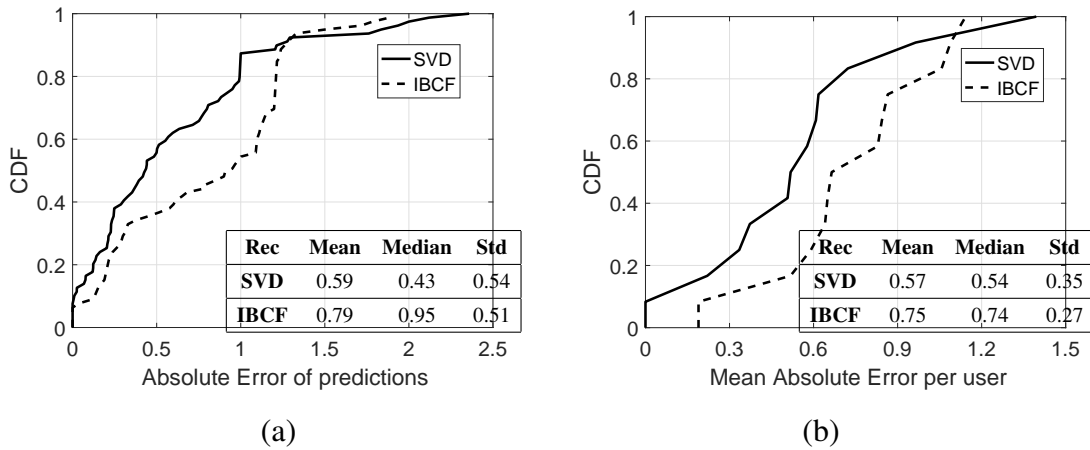 1
0.8
0.6
0.4
0.2
0
CDF
SVD
IBCF
Rec Mean Median Std
SVD 0.59 0.43 0.54
IBCF 0.79 0.95 0.51
0 0.5 1 1.5 2 2.5
Absolute Error of predictions
(a)
1
0.8
0.6
0.4
0.2
0
CDF
SVD
IBCF
Rec Mean Median Std
SVD 0.57 0.54 0.35
IBCF 0.75 0.74 0.27
0 0.3 0.6 0.9 1.2 1.5
Mean Absolute Error per user
(b)